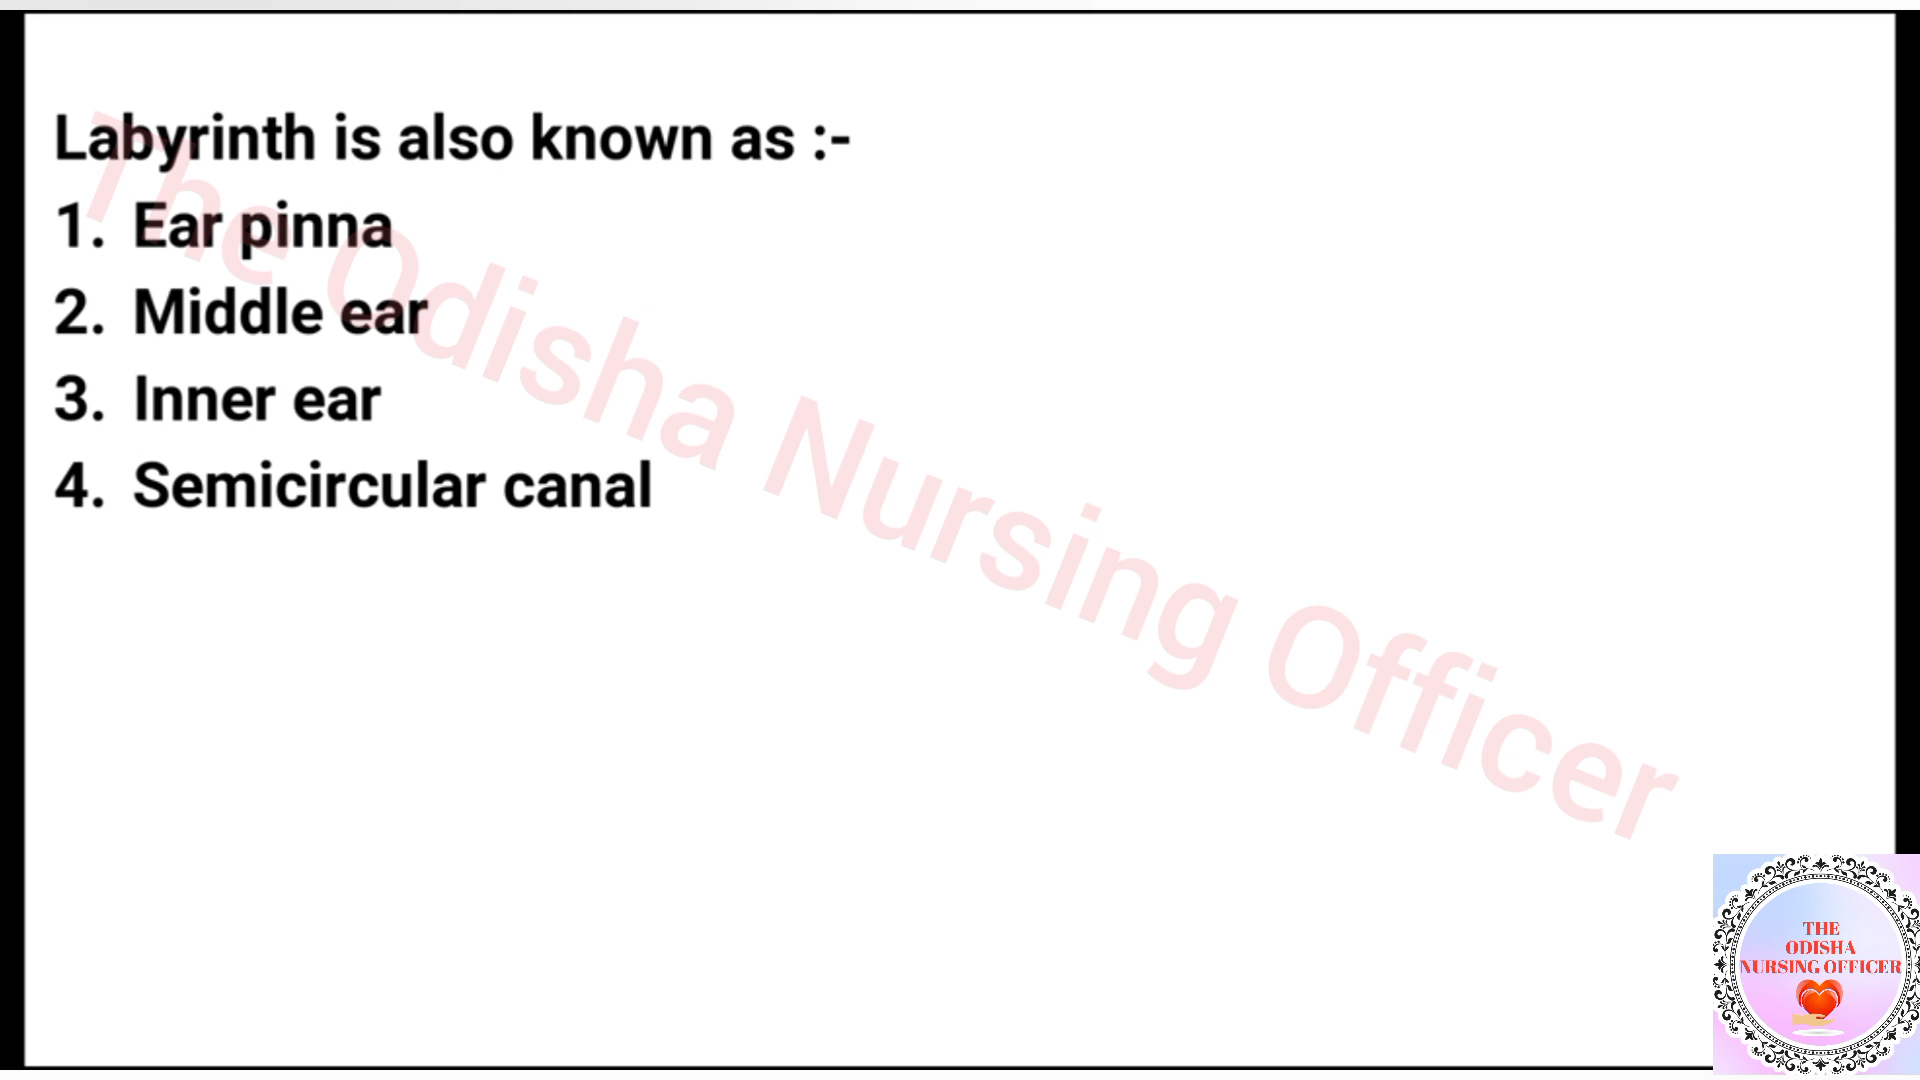 Labyrinth is also known as :-
1. Ear pinna
2. Middle ear
3. Inner ear
4. Semicircular canal
The Odisha Nursing Officer
THE
ODISHA
NURSING OFFICER